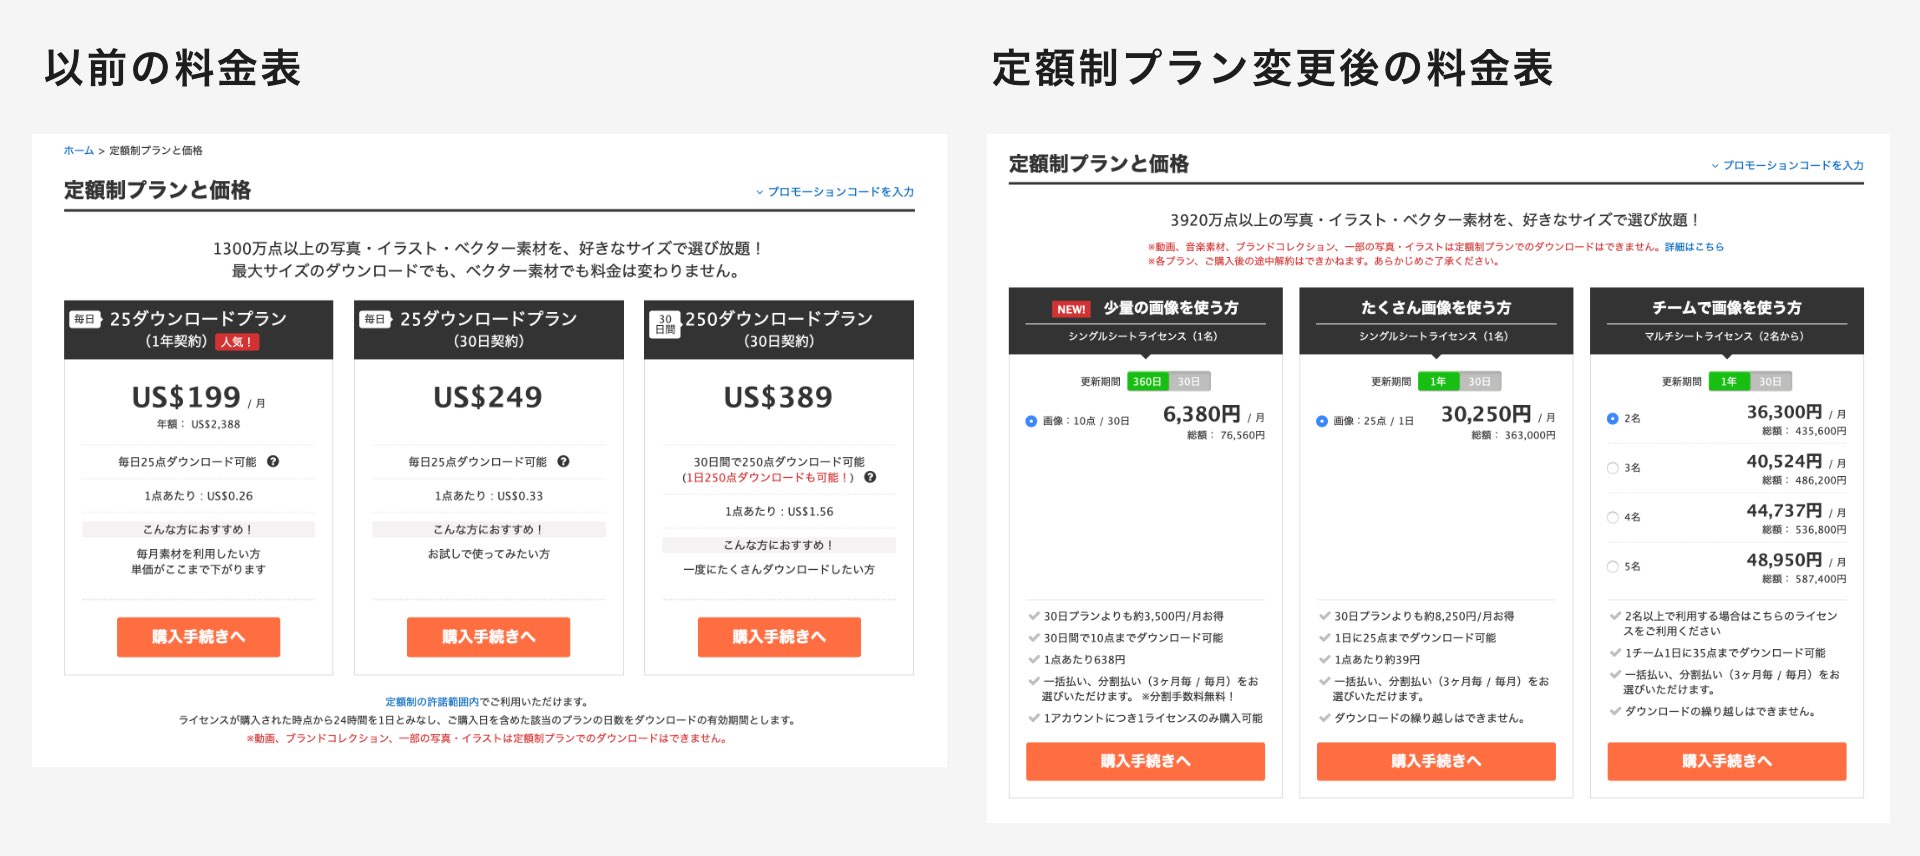 以前の料金表
ホーム > 定額制プランと価格
定額制プランと価格
プロモーションコードを入力
1300万点以上の写真・イラスト・ベクター素材を、好きなサイズで選び放題！
最大サイズのダウンロードでも、ベクター素材でも料金は変わりません。
毎日 25ダウンロードプラン
（1年契約） 人気！
US$199 / 月
年額： US$2,388
毎日25点ダウンロード可能 ?
1点あたり：US$0.26
こんな方におすすめ！
毎月素材を利用したい方
単価がここまで下がります
購入手続きへ
毎日 25ダウンロードプラン
（30日契約）
US$249
毎日25点ダウンロード可能 ?
1点あたり：US$0.33
こんな方におすすめ！
お試しで使ってみたい方
購入手続きへ
30日間 250ダウンロードプラン
（30日契約）
US$389
30日間で250点ダウンロード可能
(1日250点ダウンロードも可能！) ?
1点あたり：US$1.56
こんな方におすすめ！
一度にたくさんダウンロードしたい方
購入手続きへ
定額制の許諾範囲内でご利用いただけます。
ライセンスが購入された時点から24時間を1日とみなし、ご購入日を含めた該当のプランの日数をダウンロードの有効期間とします。
※動画、ブランドコレクション、一部の写真・イラストは定額制プランでのダウンロードはできません。
定額制プラン変更後の料金表
定額制プランと価格
プロモーションコードを入力
3920万点以上の写真・イラスト・ベクター素材を、好きなサイズで選び放題！
※動画、音楽素材、ブランドコレクション、一部の写真・イラストは定額制プランでのダウンロードはできません。詳細はこちら
※各プラン、ご購入後の途中解約はできかねます。あらかじめご了承ください。
NEW! 少量の画像を使う方
シングルシートライセンス（1名）
更新期間 360日 30日
画像：10点 / 30日 6,380円 / 月
総額： 76,560円
30日プランよりも約3,500円/月お得
30日間で10点までダウンロード可能
1点あたり638円
一括払い、分割払い（3ヶ月毎 / 毎月）をお
選びいただけます。 ※分割手数料無料！
1アカウントにつき1ライセンスのみ購入可能
購入手続きへ
たくさん画像を使う方
シングルシートライセンス（1名）
更新期間 1年 30日
画像：25点 / 1日 30,250円 / 月
総額： 363,000円
30日プランよりも約8,250円/月お得
1日に25点までダウンロード可能
1点あたり約39円
一括払い、分割払い（3ヶ月毎 / 毎月）をお
選びいただけます。
ダウンロードの繰り越しはできません。
購入手続きへ
チームで画像を使う方
マルチシートライセンス（2名から）
更新期間 1年 30日
2名 36,300円 / 月
総額： 435,600円
3名 40,524円 / 月
総額： 486,200円
4名 44,737円 / 月
総額： 536,800円
5名 48,950円 / 月
総額： 587,400円
2名以上で利用する場合はこちらのライセン
スをご利用ください
1チーム1日に35点までダウンロード可能
一括払い、分割払い（3ヶ月毎 / 毎月）をお
選びいただけます。
ダウンロードの繰り越しはできません。
購入手続きへ